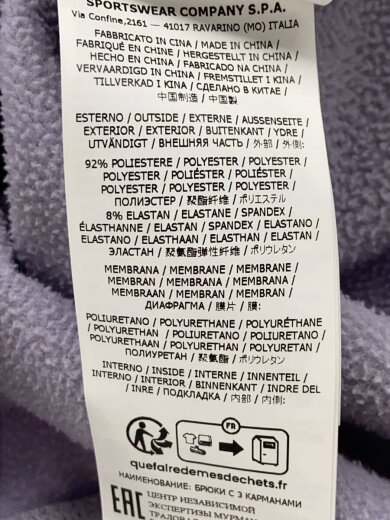 SPORTSWEAR COMPANY S.P.A.
Via Confine,2161 — 41017 RAVARINO (MO) ITALIA
FABBRICATO IN CINA / MADE IN CHINA /
FABRIQUÉ EN CHINE / HERGESTELLT IN CHINA /
HECHO EN CHINA / FABRICADO NA CHINA /
VERVAARDIGD IN CHINA / FREMSTILLET I KINA /
TILLVERKAD I KINA / СДЕЛАНО В КИТАЕ /
中国制造 / 中国製
ESTERNO / OUTSIDE / EXTERNE / AUSSENSEITE /
EXTERIOR / EXTERIOR / BUITENKANT / YDRE /
UTVÄNDIGT / ВНЕШНЯЯ ЧАСТЬ / 外部 / 外側:
92% POLIESTERE / POLYESTER / POLYESTER /
POLYESTER / POLIÉSTER / POLIÉSTER /
POLYESTER / POLYESTER / POLYESTER /
ПОЛИЭСТЕР / 聚酯纤维 / ポリエステル
8% ELASTAN / ELASTANE / SPANDEX /
ÉLASTHANNE / ELASTAN / SPANDEX / ELASTANO /
ELASTANO / ELASTHAAN / ELASTHAN / ELASTAN /
ЭЛАСТАН / 聚氨酯弹性纤维 / ポリウレタン
MEMBRANA / MEMBRANE / MEMBRANE /
MEMBRAN / MEMBRANA / MEMBRANA /
MEMBRAAN / MEMBRAN / MEMBRAN /
ДИАФРАГМА / 膜片 / 膜:
POLIURETANO / POLYURETHANE / POLYURÉTHANE
/ POLYURETHAN / POLIURETANO / POLIURETANO /
POLYURETHAAN / POLYURETHAN / POLYURETAN /
ПОЛИУРЕТАН / 聚氨酯 / ポリウレタン
INTERNO / INSIDE / INTERNE / INNENTEIL /
INTERNO / INTERIOR / BINNENKANT / INDRE DEL
/ INRE / ПОДКЛАДКА / 内部 / 内側:
FR
quefairedemesdechets.fr
НАИМЕНОВАНИЕ: БРЮКИ С 3 КАРМАНАМИ
EAC ЦЕНТР НЕЗАВИСИМОЙ
ЭКСПЕРТИЗЫ МУРМАН